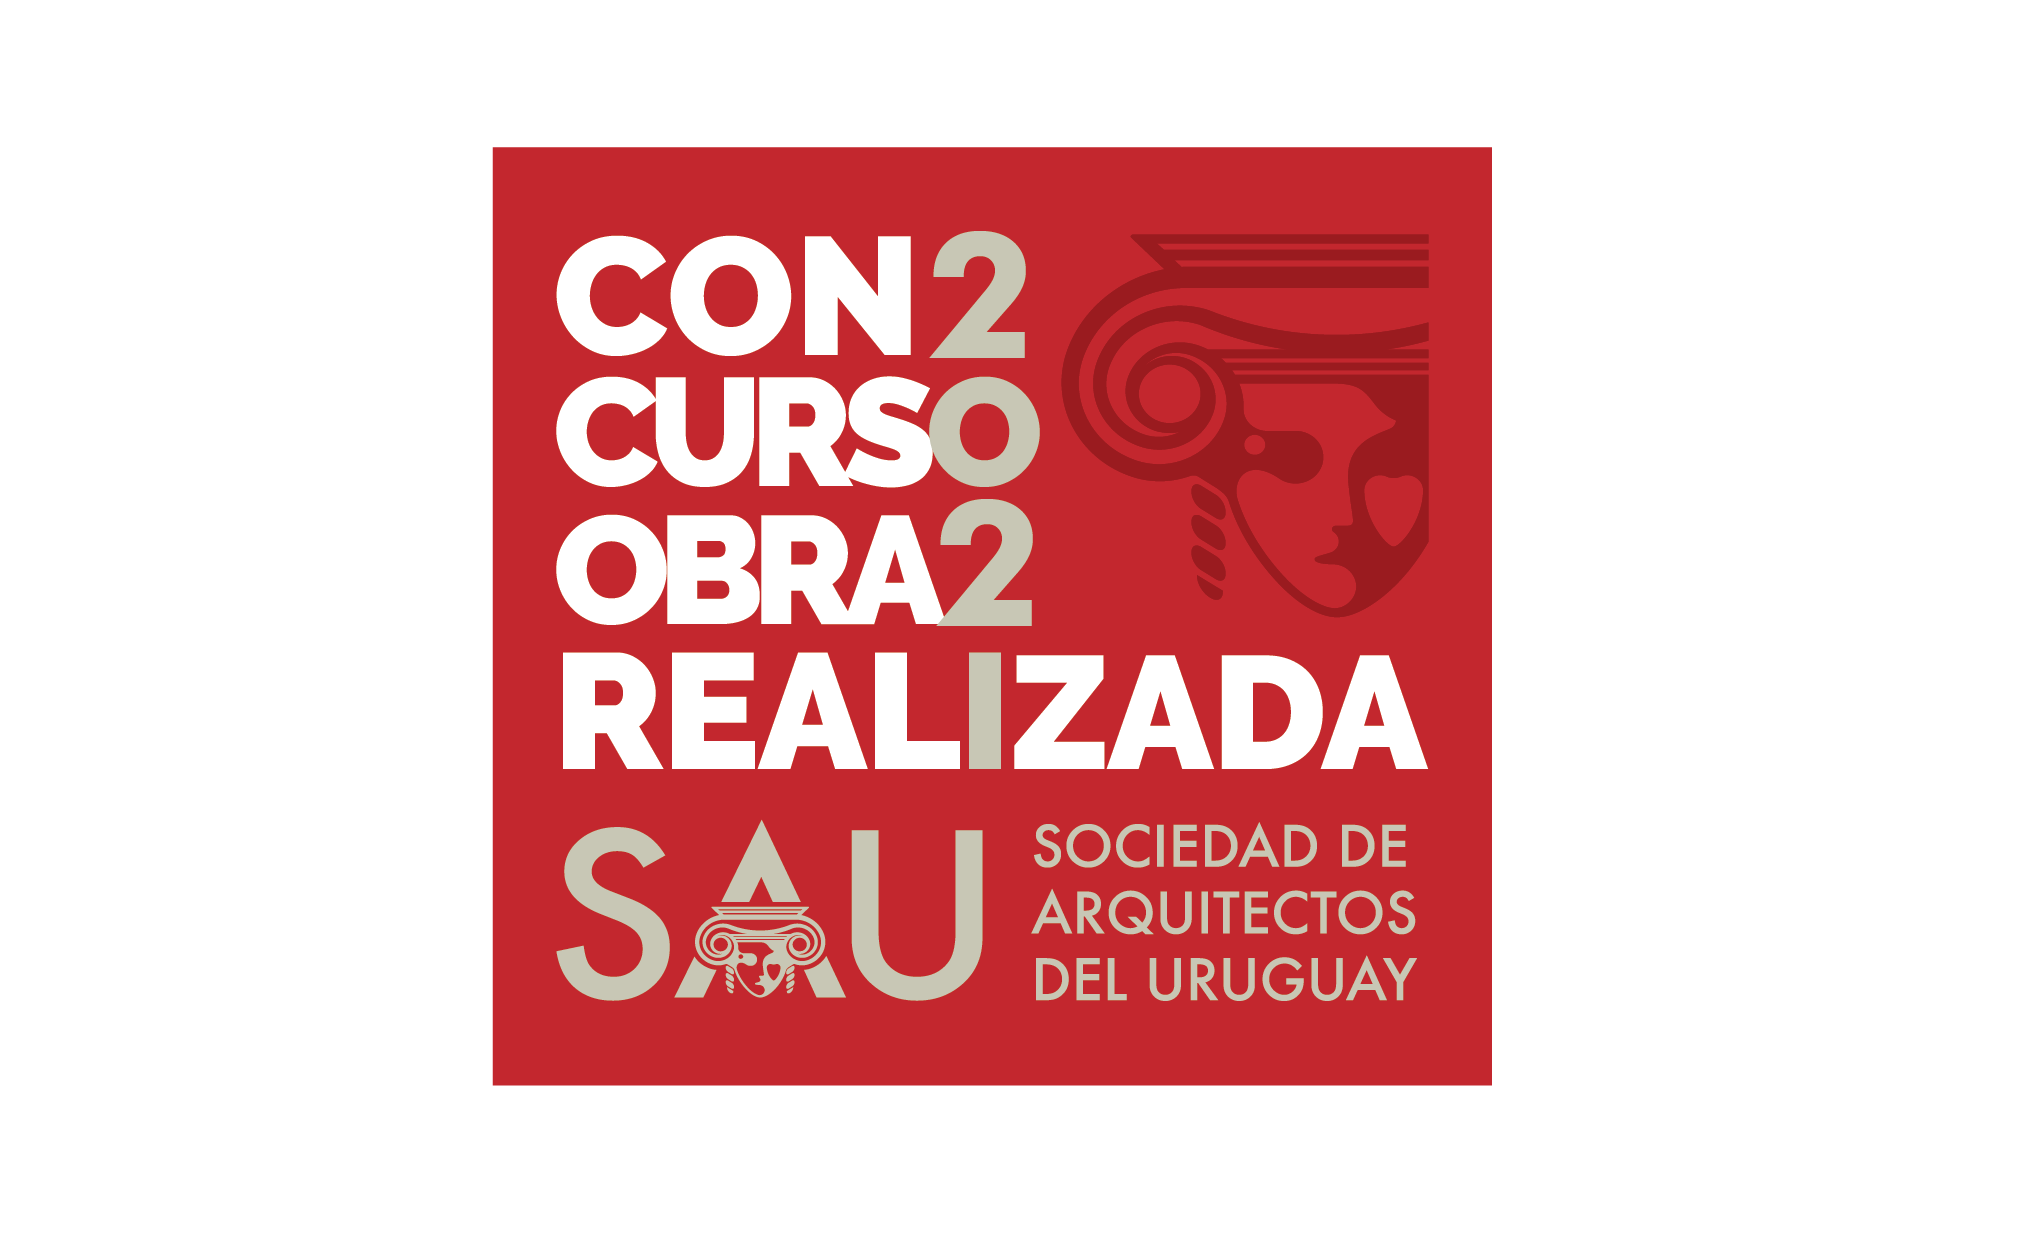 CON2
CURSO
OBRA2
REALIZADA
SAU
SOCIEDAD DE
ARQUITECTOS
DEL URUGUAY